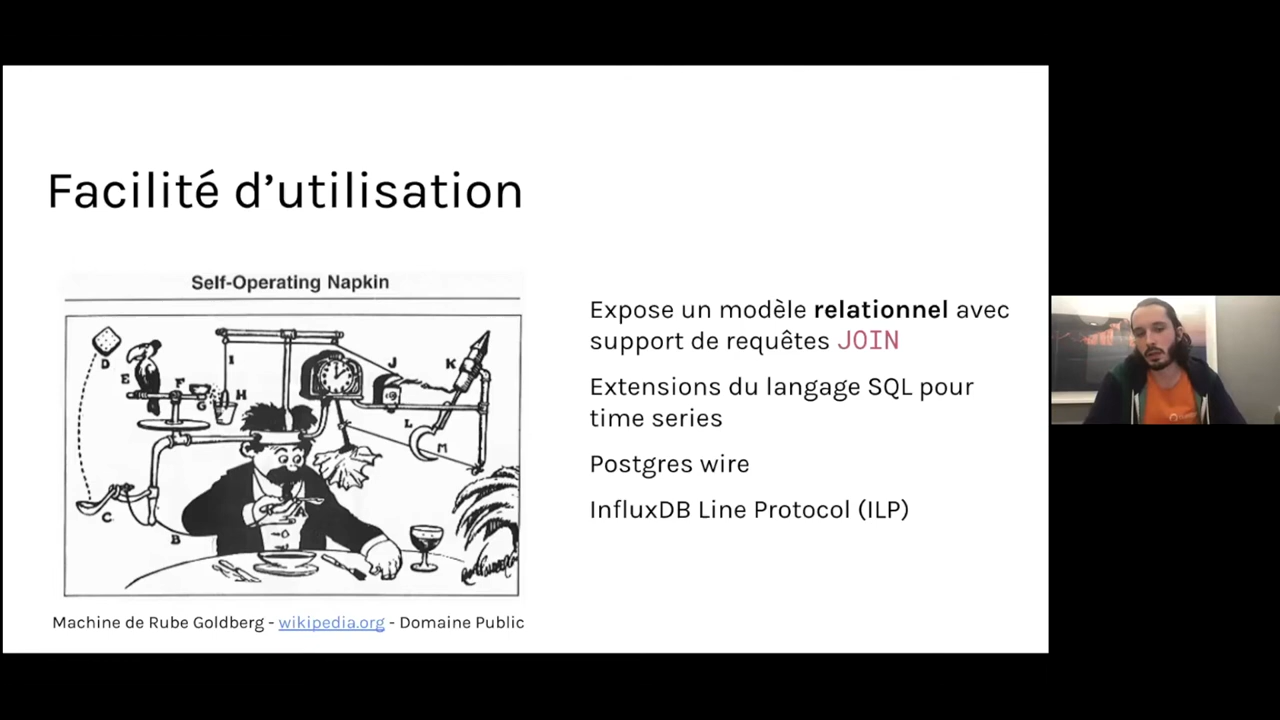 Facilité d’utilisation
Self-Operating Napkin
D
E
F
G
H
I
J
K
L
M
A
C
B
Machine de Rube Goldberg - wikipedia.org - Domaine Public
Expose un modèle relationnel avec
support de requêtes JOIN
Extensions du langage SQL pour
time series
Postgres wire
InfluxDB Line Protocol (ILP)